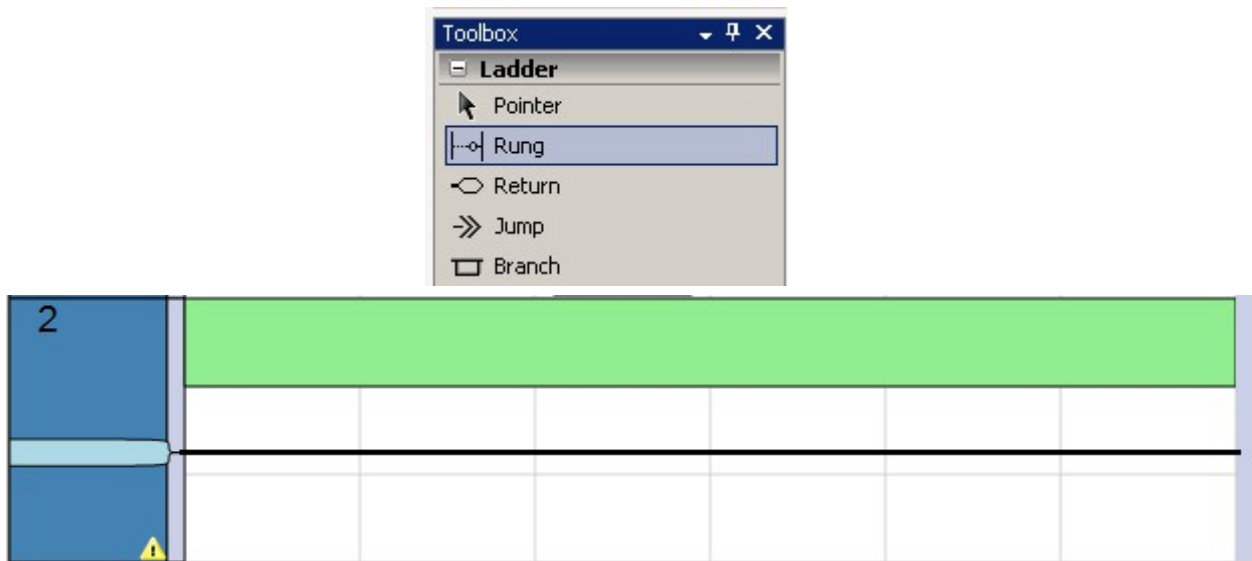 Toolbox
Ladder
Pointer
Rung
Return
Jump
Branch
2